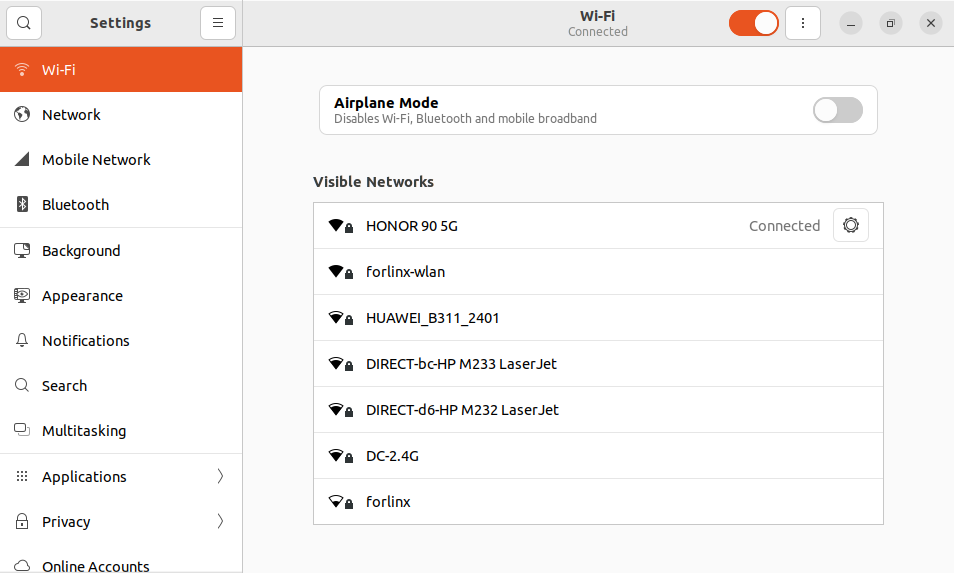 Settings
Wi-Fi
Connected
Wi-Fi
Network
Mobile Network
Bluetooth
Background
Appearance
Notifications
Search
Multitasking
Applications
Privacy
Online Accounts
Airplane Mode
Disables Wi-Fi, Bluetooth and mobile broadband
Visible Networks
HONOR 90 5G Connected
forlinx-wlan
HUAWEI_B311_2401
DIRECT-bc-HP M233 LaserJet
DIRECT-d6-HP M232 LaserJet
DC-2.4G
forlinx